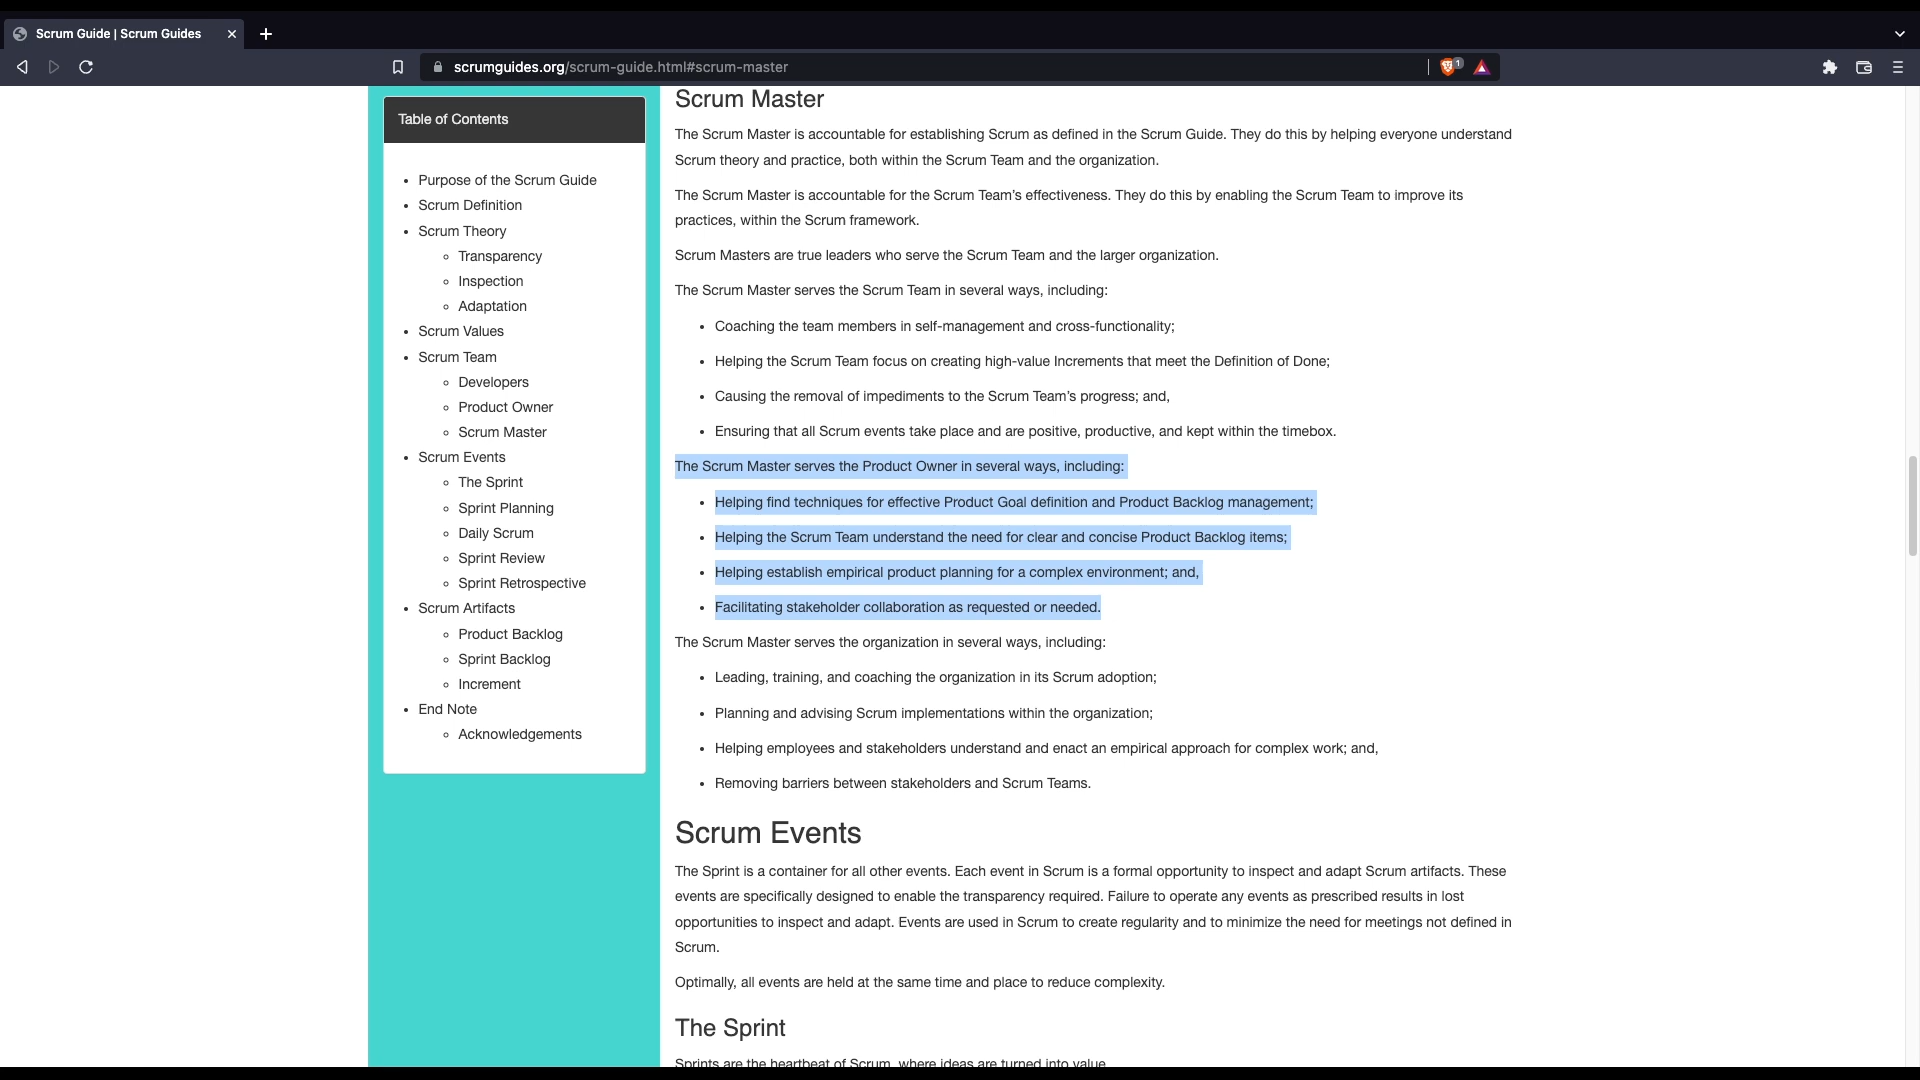 Scrum Guide | Scrum Guides
scrumguides.org/scrum-guide.html#scrum-master
1
Table of Contents
Purpose of the Scrum Guide
Scrum Definition
Scrum Theory
Transparency
Inspection
Adaptation
Scrum Values
Scrum Team
Developers
Product Owner
Scrum Master
Scrum Events
The Sprint
Sprint Planning
Daily Scrum
Sprint Review
Sprint Retrospective
Scrum Artifacts
Product Backlog
Sprint Backlog
Increment
End Note
Acknowledgements
Scrum Master
The Scrum Master is accountable for establishing Scrum as defined in the Scrum Guide. They do this by helping everyone understand
Scrum theory and practice, both within the Scrum Team and the organization.
The Scrum Master is accountable for the Scrum Team’s effectiveness. They do this by enabling the Scrum Team to improve its
practices, within the Scrum framework.
Scrum Masters are true leaders who serve the Scrum Team and the larger organization.
The Scrum Master serves the Scrum Team in several ways, including:
Coaching the team members in self-management and cross-functionality;
Helping the Scrum Team focus on creating high-value Increments that meet the Definition of Done;
Causing the removal of impediments to the Scrum Team’s progress; and,
Ensuring that all Scrum events take place and are positive, productive, and kept within the timebox.
The Scrum Master serves the Product Owner in several ways, including:
Helping find techniques for effective Product Goal definition and Product Backlog management;
Helping the Scrum Team understand the need for clear and concise Product Backlog items;
Helping establish empirical product planning for a complex environment; and,
Facilitating stakeholder collaboration as requested or needed.
The Scrum Master serves the organization in several ways, including:
Leading, training, and coaching the organization in its Scrum adoption;
Planning and advising Scrum implementations within the organization;
Helping employees and stakeholders understand and enact an empirical approach for complex work; and,
Removing barriers between stakeholders and Scrum Teams.
Scrum Events
The Sprint is a container for all other events. Each event in Scrum is a formal opportunity to inspect and adapt Scrum artifacts. These
events are specifically designed to enable the transparency required. Failure to operate any events as prescribed results in lost
opportunities to inspect and adapt. Events are used in Scrum to create regularity and to minimize the need for meetings not defined in
Scrum.
Optimally, all events are held at the same time and place to reduce complexity.
The Sprint
Sprints are the heartbeat of Scrum, where ideas are turned into value.